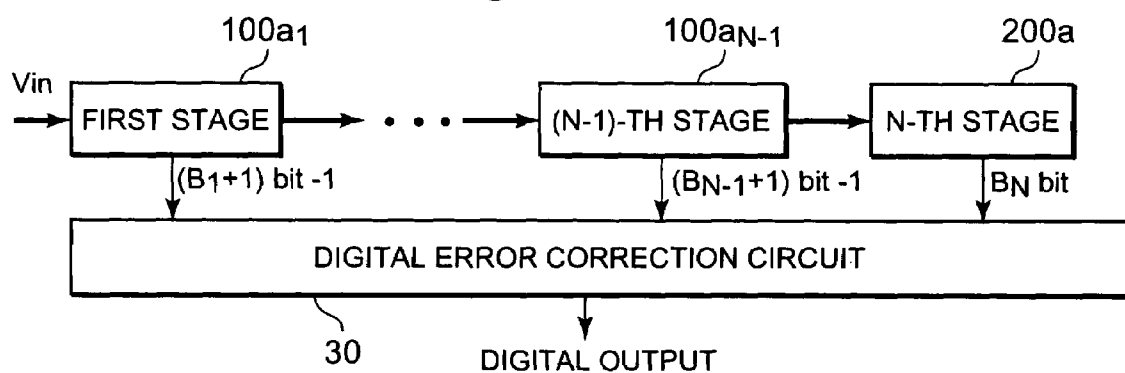 100a1
100aN-1
200a
Vin
FIRST STAGE
(N-1)-TH STAGE
N-TH STAGE
(B1+1) bit -1
(BN-1+1) bit -1
BN bit
DIGITAL ERROR CORRECTION CIRCUIT
30
DIGITAL OUTPUT